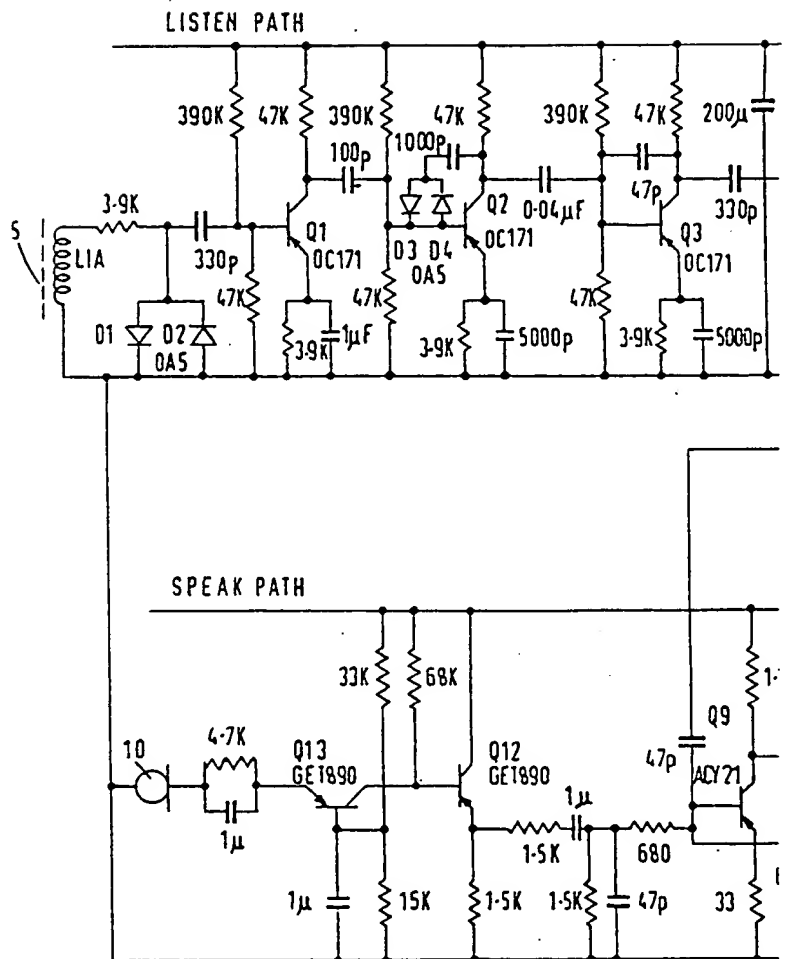 LISTEN PATH
390K 47K 390K 47K 390K 47K 200µ
100p 1000p 47p
3·9K Q2 0·04µF 330p
S L1A 330p Q1 D3 D4 OC171 Q3
OC171 OA5 OC171
D1 D2 47K 47K 47K
OA5 3·9K 1µF 3·9K 5000p 3·9K 5000p
SPEAK PATH
33K 68K 1·
10 4·7K Q13 Q12 Q9
GET890 GET890 47p ACY21
1µ 1µ
1·5K 680
1µ 15K 1·5K 1·5K 47p 33